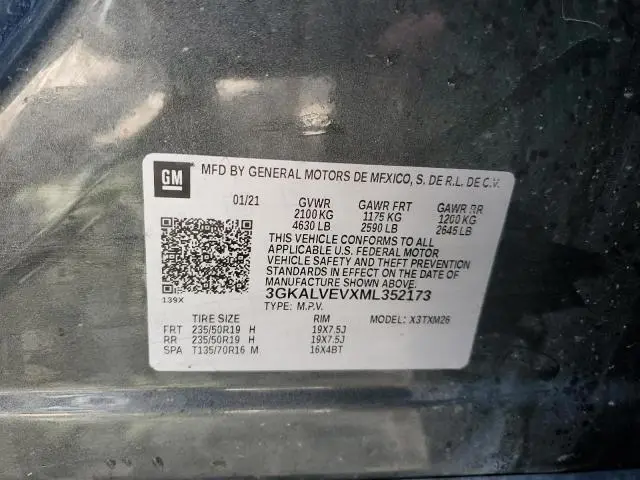 GM MFD BY GENERAL MOTORS DE MEXICO, S. DE R.L. DE C.V.
01/21 GVWR GAWR FRT GAWR RR
2100 KG 1175 KG 1200 KG
4630 LB 2590 LB 2645 LB
THIS VEHICLE CONFORMS TO ALL
APPLICABLE U.S. FEDERAL MOTOR
VEHICLE SAFETY AND THEFT PREVENTION
STANDARDS IN EFFECT ON THE DATE OF
MANUFACTURE SHOWN ABOVE.
139X
3GKALVEVXML352173
TYPE: M.P.V. MODEL: X3TXM26
TIRE SIZE RIM
FRT 235/50R19 H 19X7.5J
RR 235/50R19 H 19X7.5J
SPA T135/70R16 M 16X4BT